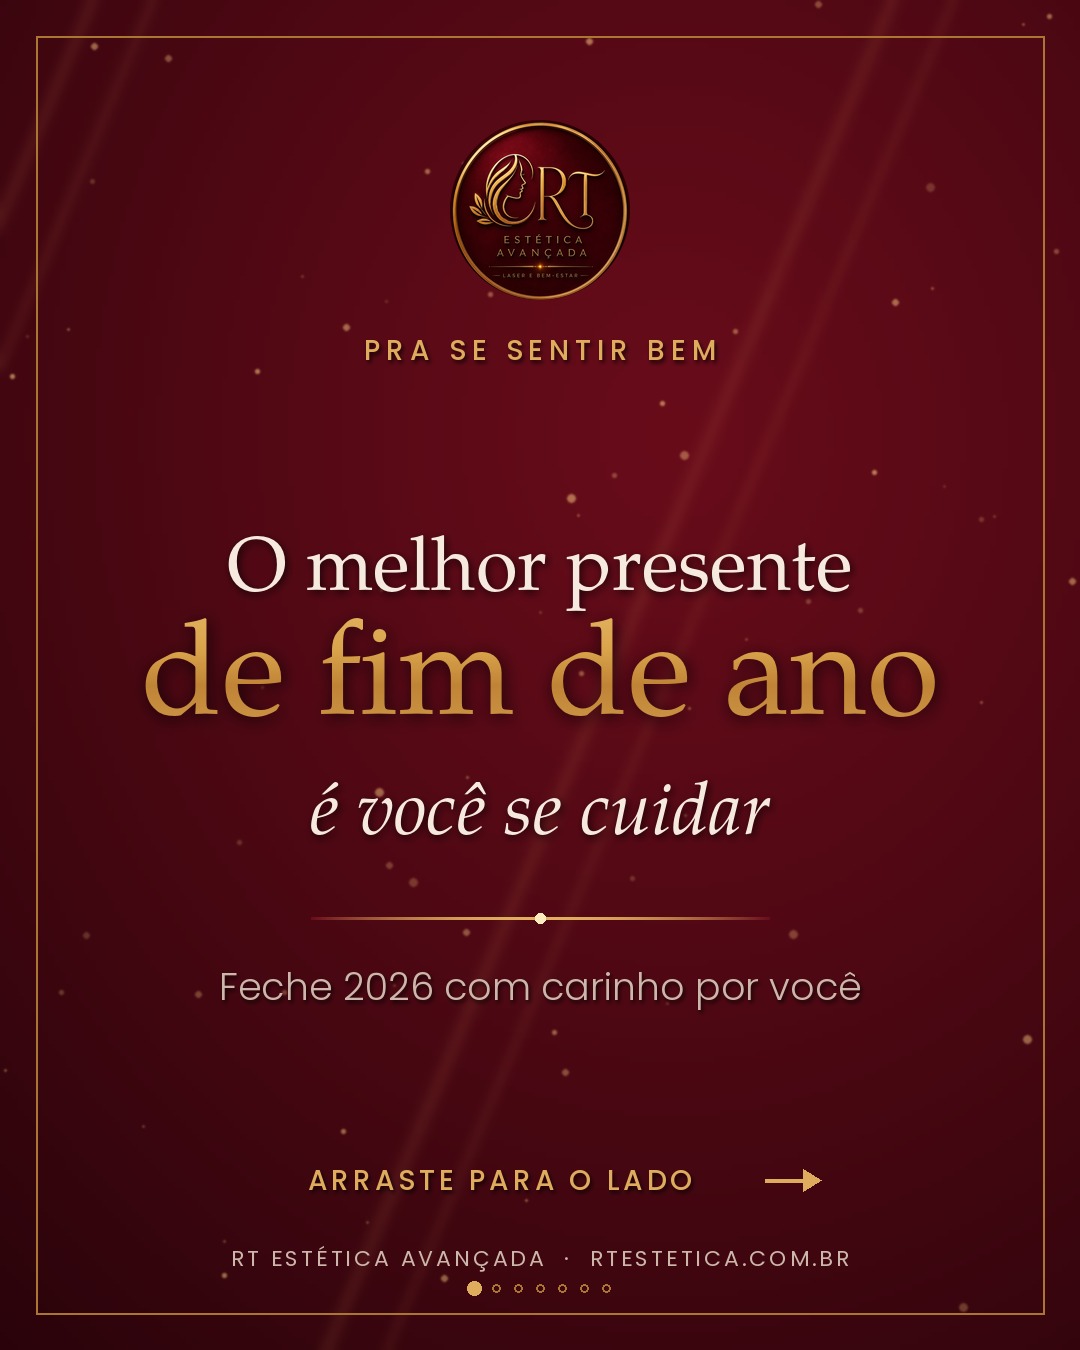 RT
ESTÉTICA
AVANÇADA
LASER E BEM-ESTAR
PRA SE SENTIR BEM
O melhor presente
de fim de ano
é você se cuidar
Feche 2026 com carinho por você
ARRASTE PARA O LADO
RT ESTÉTICA AVANÇADA · RTESTETICA.COM.BR